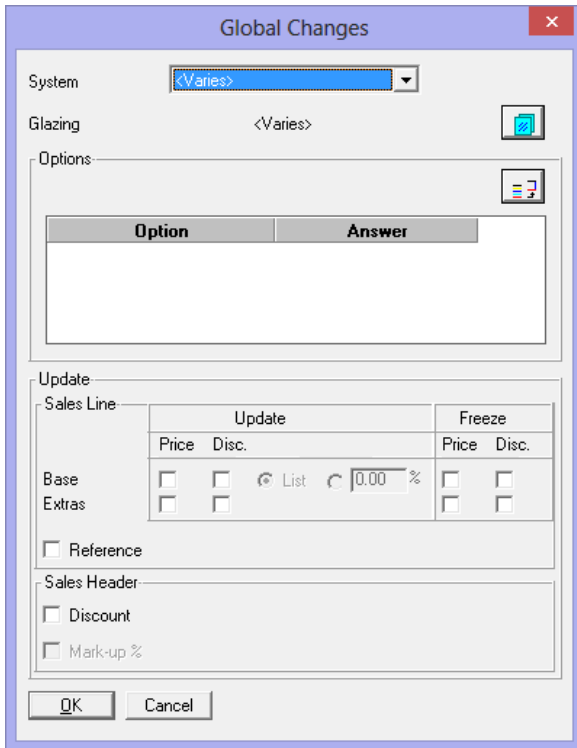 Global Changes
System <Varies>
Glazing <Varies>
Options
Option Answer
Update
Sales Line
Update Freeze
Price Disc. Price Disc.
Base List 0.00 %
Extras
Reference
Sales Header
Discount
Mark-up %
OK Cancel